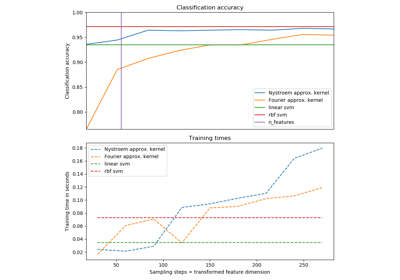 Classification accuracy
1.00
0.95
0.90
0.85
0.80
Classification accuracy
Nystroem approx. kernel
Fourier approx. kernel
linear svm
rbf svm
n_features
Training times
0.18
0.16
0.14
0.12
0.10
0.08
0.06
0.04
0.02
Training time in seconds
Nystroem approx. kernel
Fourier approx. kernel
linear svm
rbf svm
50 100 150 200 250
Sampling steps = transformed feature dimension